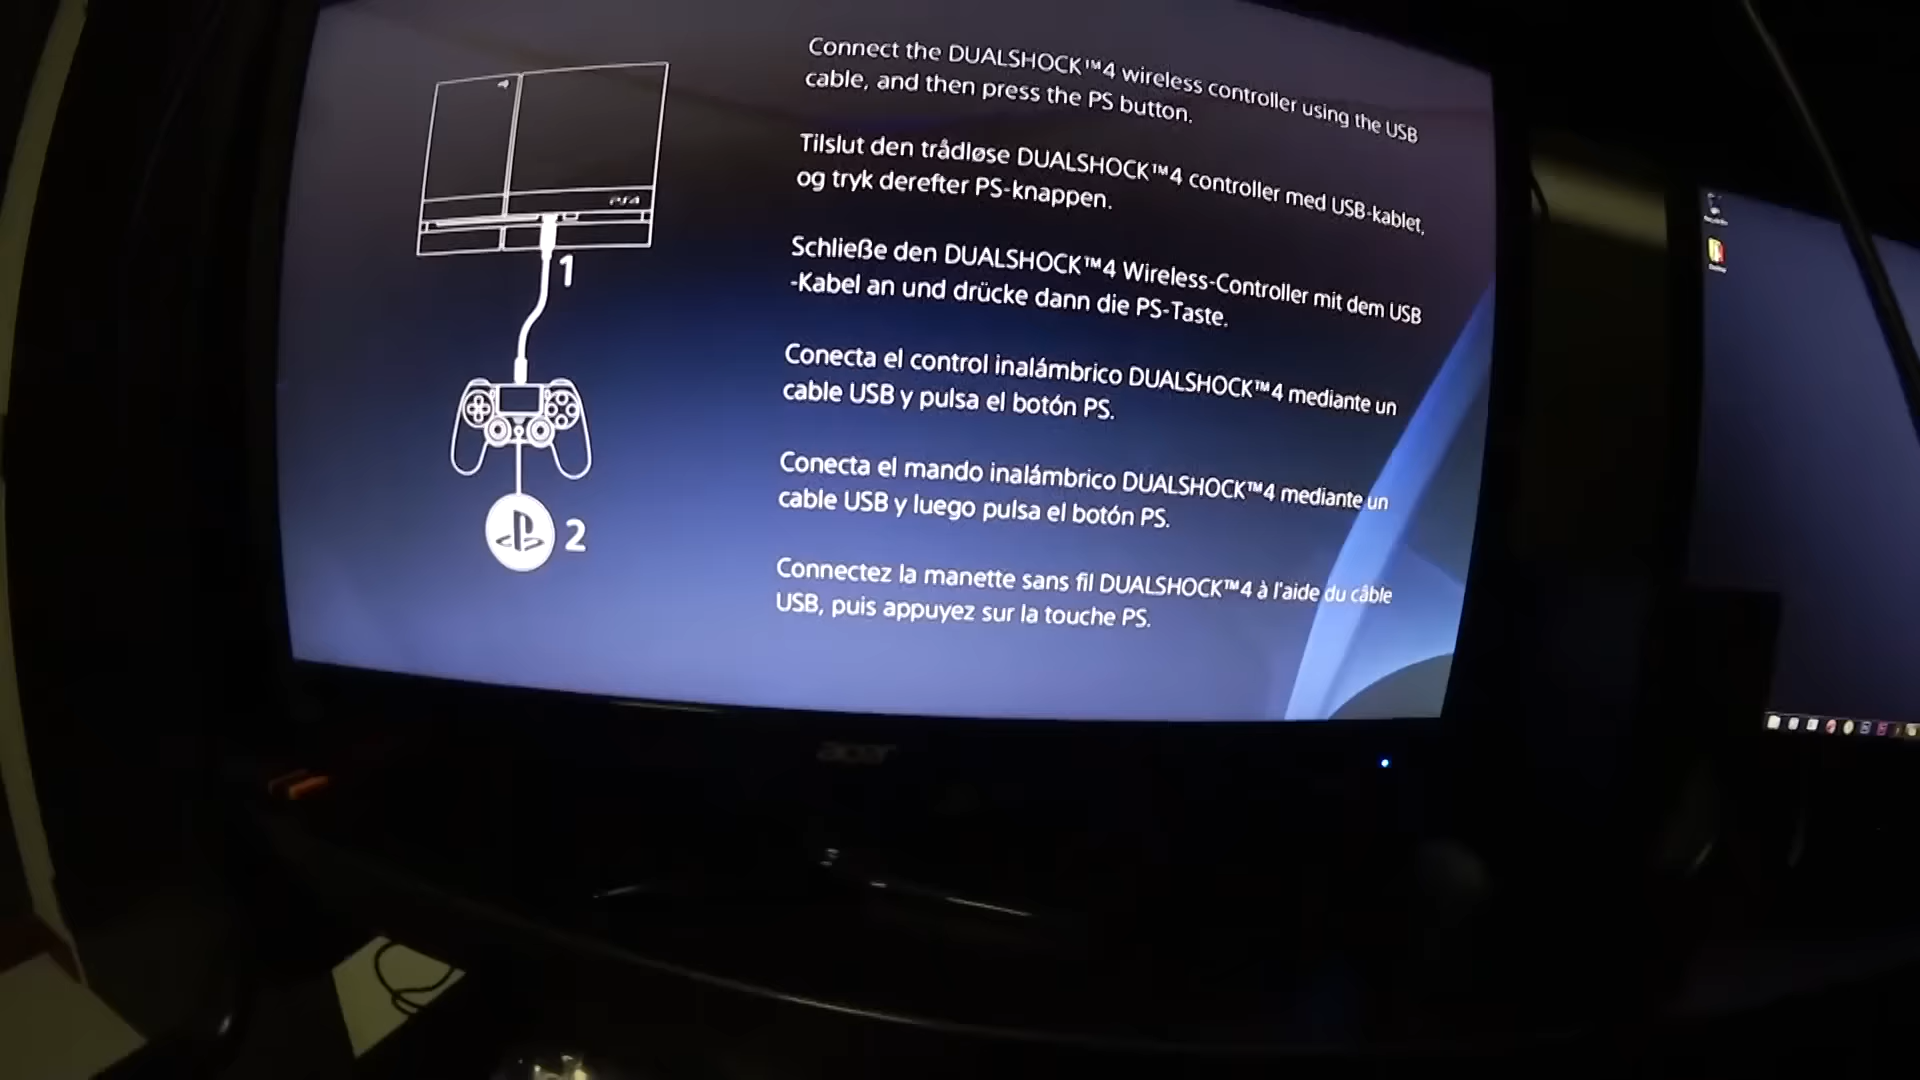 Connect the DUALSHOCK™4 wireless controller using the USB
cable, and then press the PS button.
Tilslut den trådløse DUALSHOCK™4 controller med USB-kablet,
og tryk derefter PS-knappen.
Schließe den DUALSHOCK™4 Wireless-Controller mit dem USB
-Kabel an und drücke dann die PS-Taste.
Conecta el control inalámbrico DUALSHOCK™4 mediante un
cable USB y pulsa el botón PS.
Conecta el mando inalámbrico DUALSHOCK™4 mediante un
cable USB y luego pulsa el botón PS.
Connectez la manette sans fil DUALSHOCK™4 à l'aide du câble
USB, puis appuyez sur la touche PS.
PS4
1
2
acer